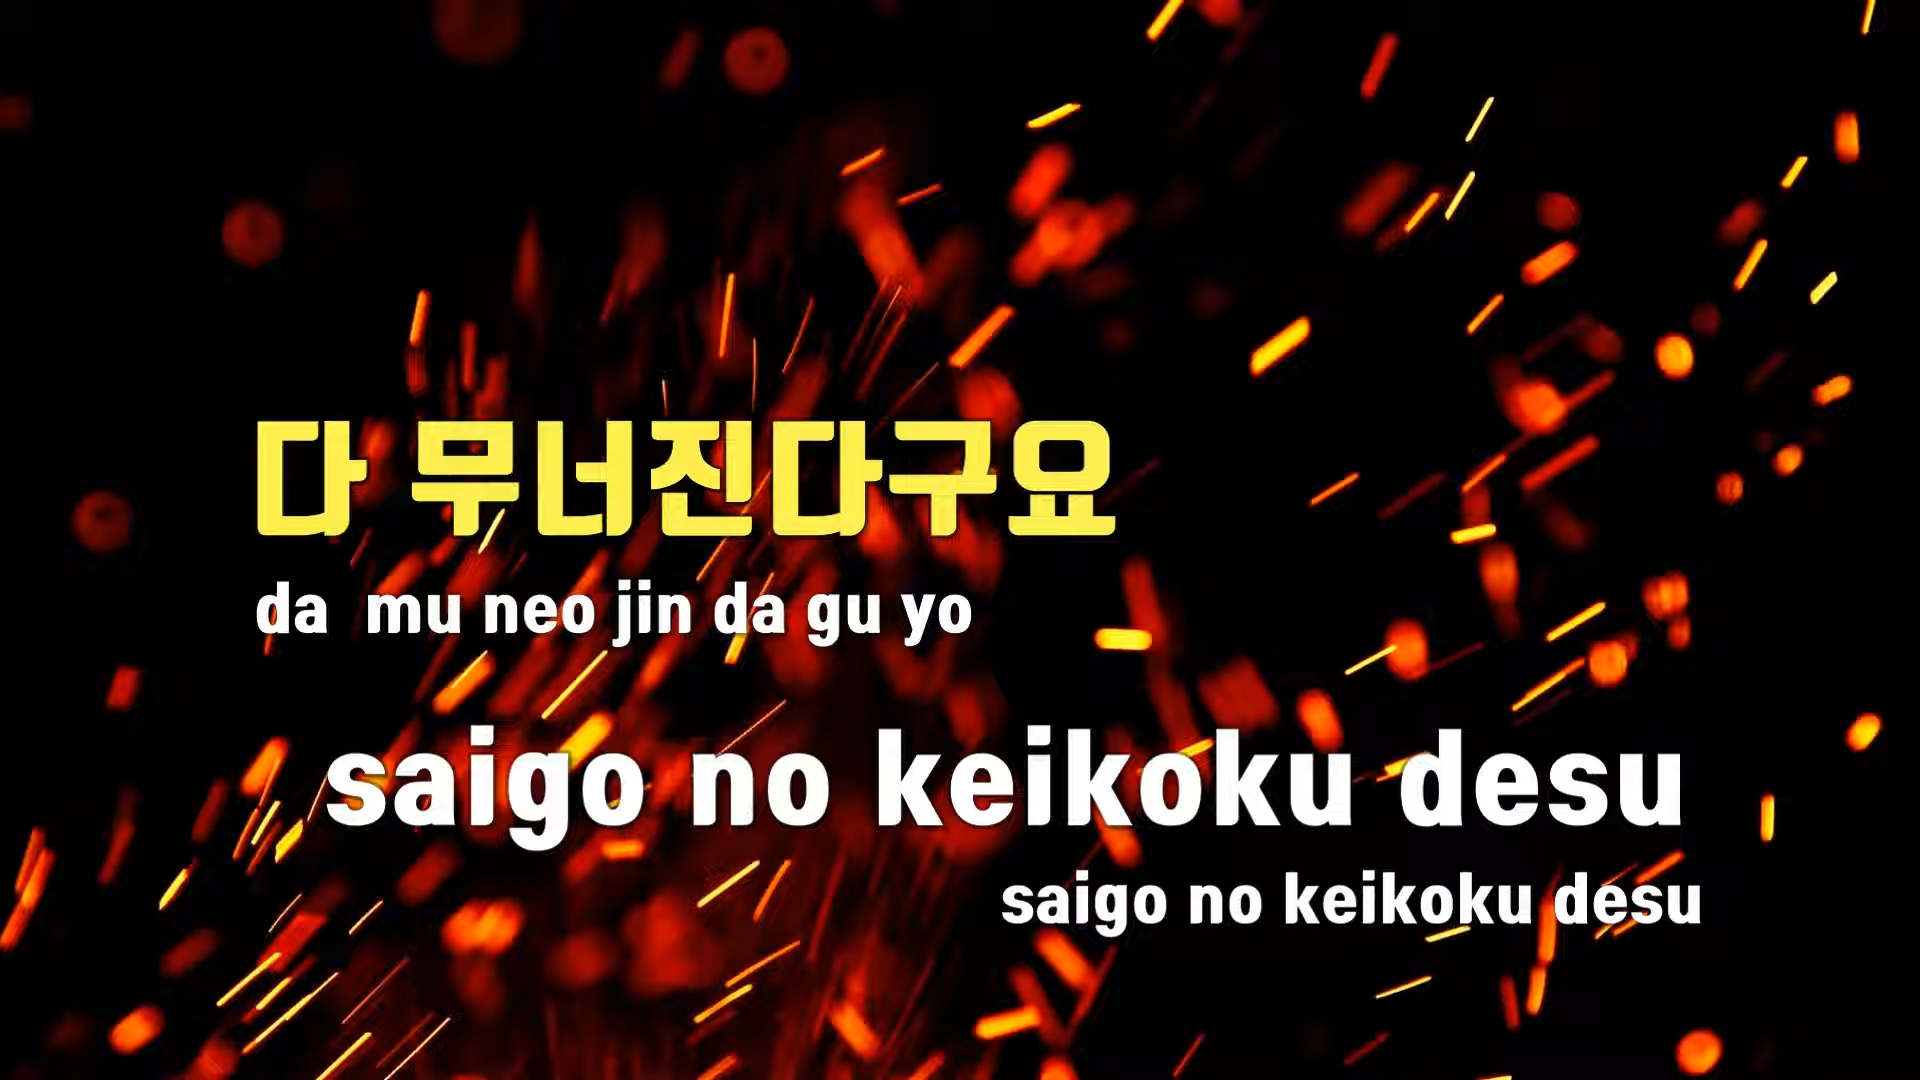 다 무너진다구요
da mu neo jin da gu yo
saigo no keikoku desu
saigo no keikoku desu